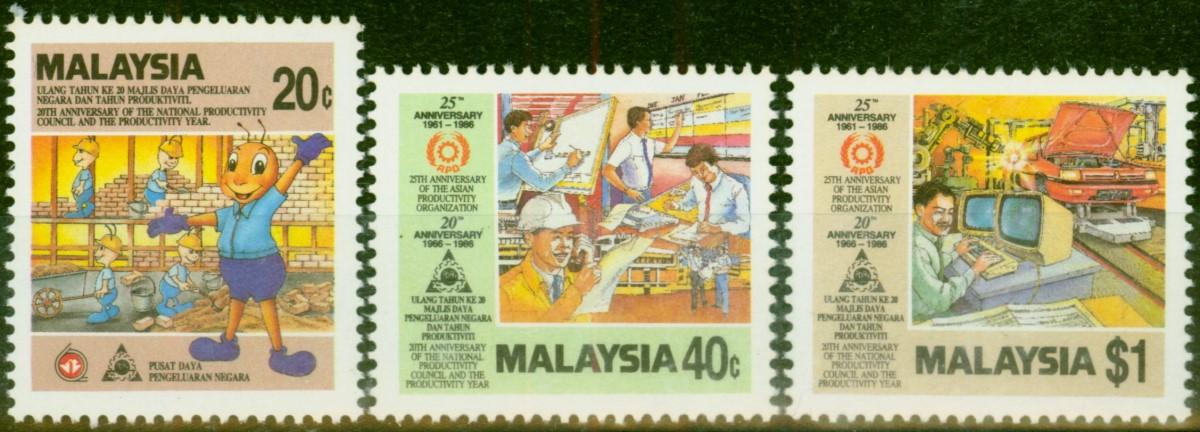 MALAYSIA
20c
ULANG TAHUN KE 20 MAJLIS DAYA PENGELUARAN
NEGARA DAN TAHUN PRODUKTIVITI.
20TH ANNIVERSARY OF THE NATIONAL PRODUCTIVITY
COUNCIL AND THE PRODUCTIVITY YEAR.
PUSAT DAYA
PENGELUARAN NEGARA
25TH
ANNIVERSARY
1961–1986
APO
25TH ANNIVERSARY
OF THE ASIAN
PRODUCTIVITY
ORGANIZATION
20TH
ANNIVERSARY
1966–1986
ULANG TAHUN KE 20
MAJLIS DAYA
PENGELUARAN NEGARA
DAN TAHUN
PRODUKTIVITI
20TH ANNIVERSARY
OF THE NATIONAL
PRODUCTIVITY
COUNCIL AND THE
PRODUCTIVITY YEAR
JAN
MALAYSIA 40c
25TH
ANNIVERSARY
1961–1986
APO
25TH ANNIVERSARY
OF THE ASIAN
PRODUCTIVITY
ORGANIZATION
20TH
ANNIVERSARY
1966–1986
ULANG TAHUN KE 20
MAJLIS DAYA
PENGELUARAN NEGARA
DAN TAHUN
PRODUKTIVITI
20TH ANNIVERSARY
OF THE NATIONAL
PRODUCTIVITY
COUNCIL AND THE
PRODUCTIVITY YEAR
MALAYSIA $1